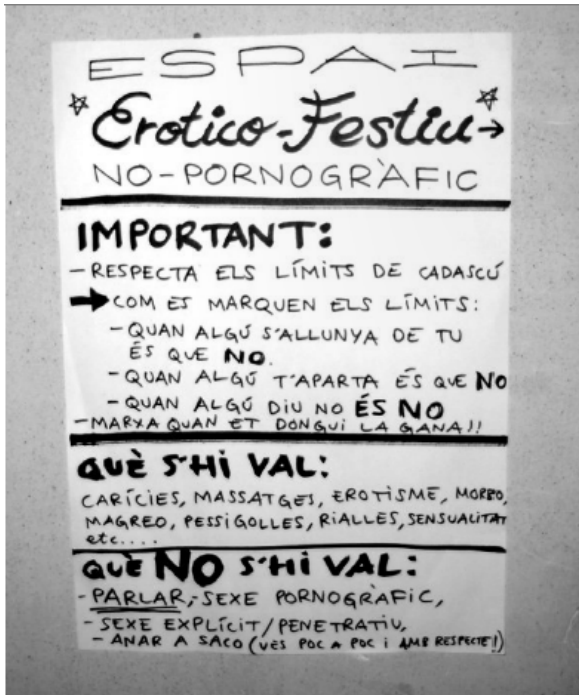 ESPAI
Erotico-Festiu→
NO-PORNOGRÀFIC
IMPORTANT:
-RESPECTA ELS LÍMITS DE CADASCÚ
➡COM ES MARQUEN ELS LÍMITS:
-QUAN ALGÚ S'ALLUNYA DE TU
ÉS QUE NO.
-QUAN ALGÚ T'APARTA ÉS QUE NO
-QUAN ALGÚ DIU NO ÉS NO
-MARXA QUAN ET DONGUI LA GANA!!
QUÈ S'HI VAL:
CARÍCIES, MASSATGES, EROTISME, MORBO,
MAGREO, PESSIGOLLES, RIALLES, SENSUALITAT
etc....
QUÈ NO S'HI VAL:
-PARLAR,-SEXE PORNOGRÀFIC,
-SEXE EXPLÍCIT/PENETRATIU,
-ANAR A SACO (VES POC A POC i AMB RESPECTE!!)